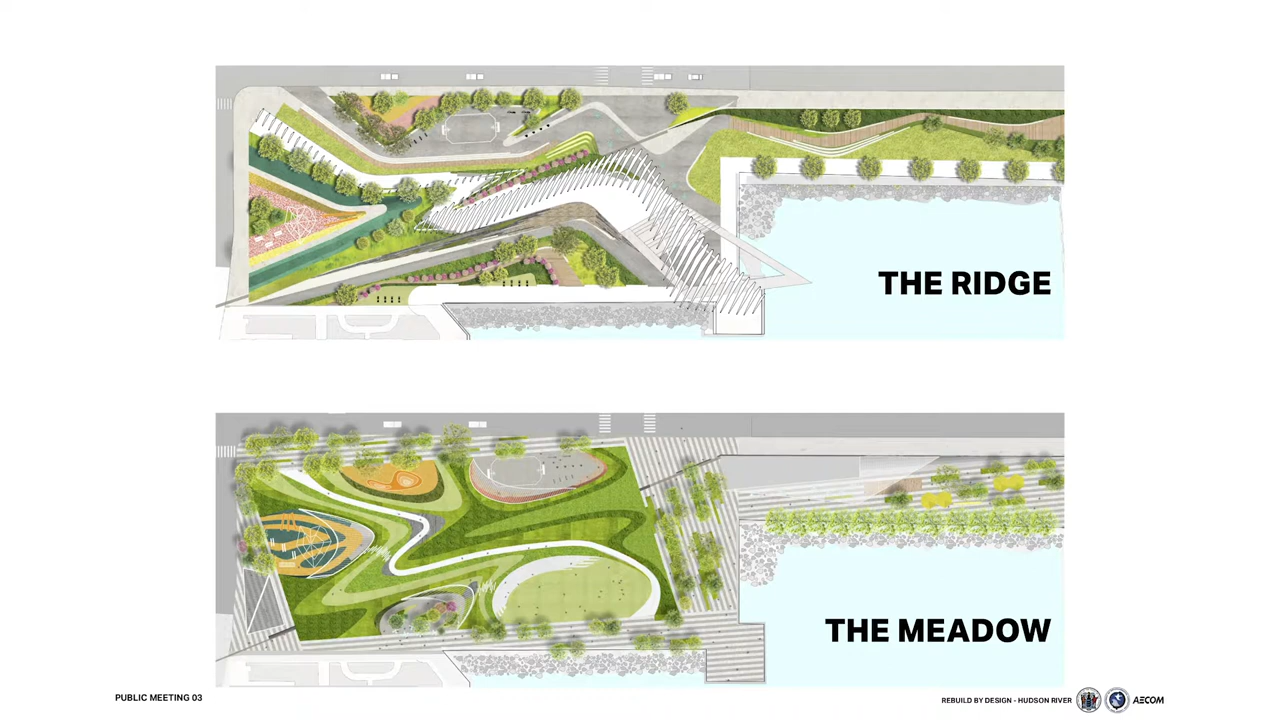 THE RIDGE
THE MEADOW
PUBLIC MEETING 03
REBUILD BY DESIGN - HUDSON RIVER
AECOM